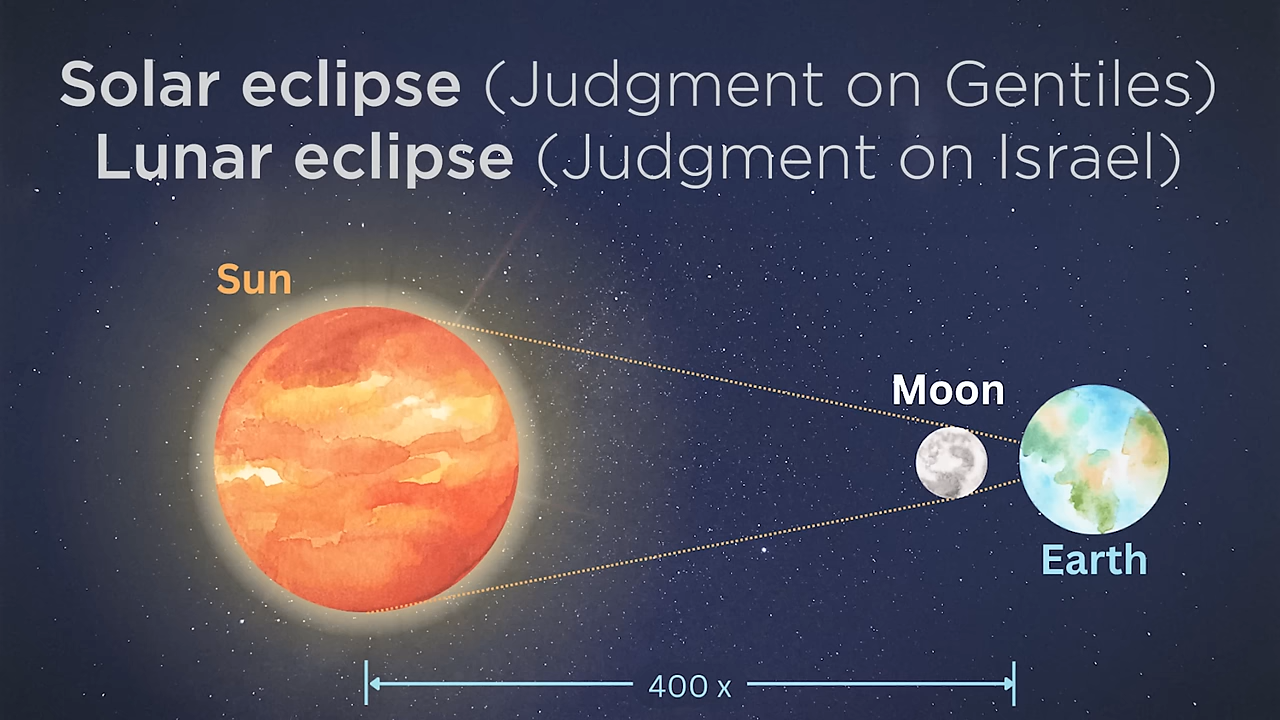 Solar eclipse (Judgment on Gentiles)
Lunar eclipse (Judgment on Israel)
Sun
Moon
Earth
400 x